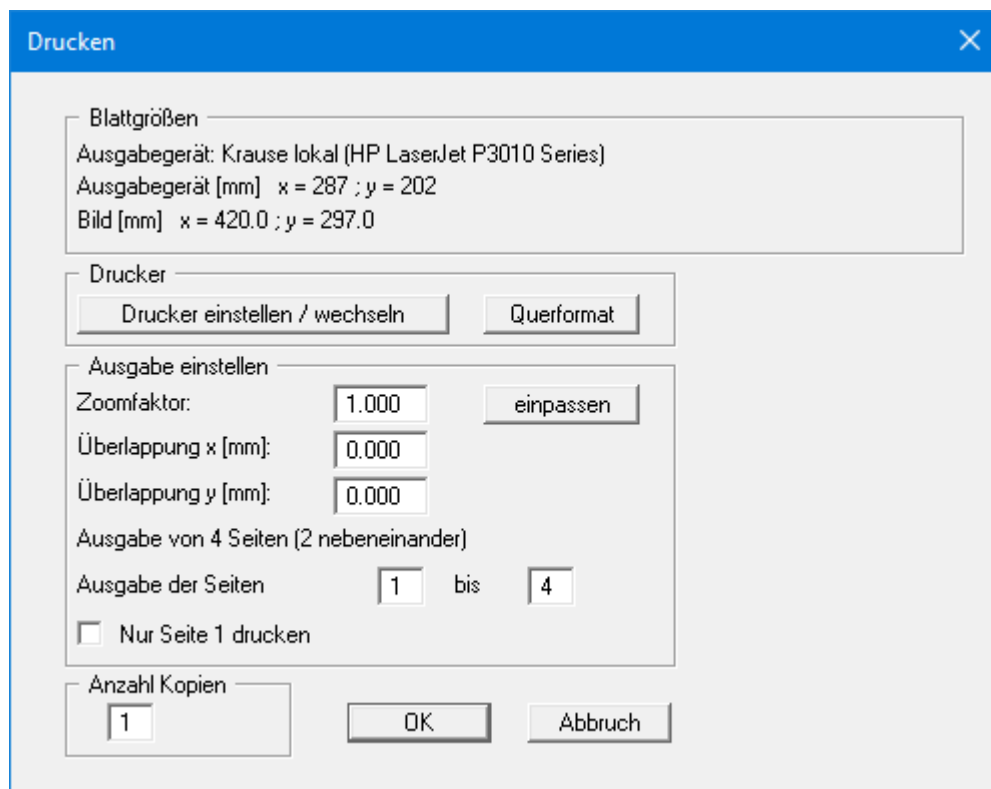 Drucken
Blattgrößen
Ausgabegerät: Krause lokal (HP LaserJet P3010 Series)
Ausgabegerät [mm] x = 287 ; y = 202
Bild [mm] x = 420.0 ; y = 297.0
Drucker
Drucker einstellen / wechseln Querformat
Ausgabe einstellen
Zoomfaktor: 1.000 einpassen
Überlappung x [mm]: 0.000
Überlappung y [mm]: 0.000
Ausgabe von 4 Seiten (2 nebeneinander)
Ausgabe der Seiten 1 bis 4
Nur Seite 1 drucken
Anzahl Kopien
1 OK Abbruch